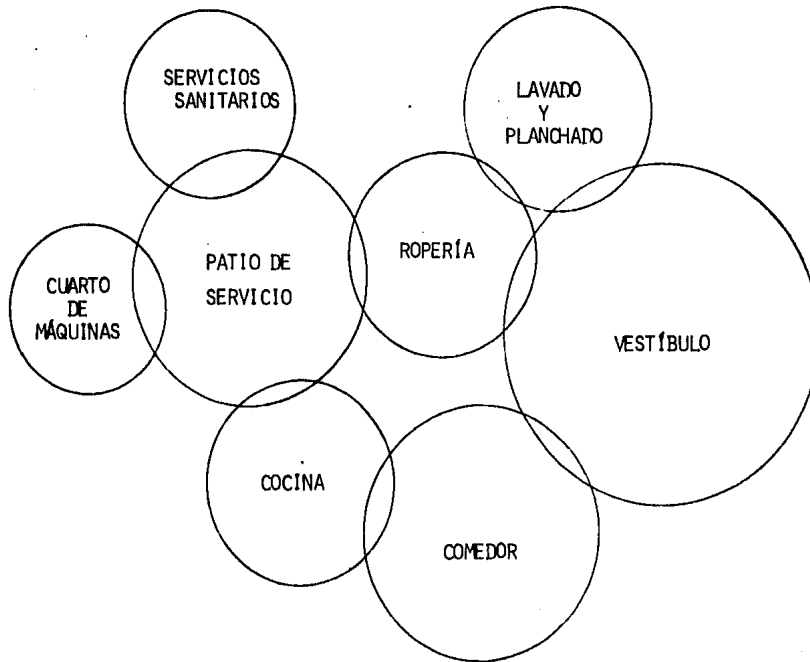 SERVICIOS
SANITARIOS
LAVADO
Y
PLANCHADO
PATIO DE
SERVICIO
ROPERÍA
CUARTO
DE
MÁQUINAS
VESTÍBULO
COCINA
COMEDOR